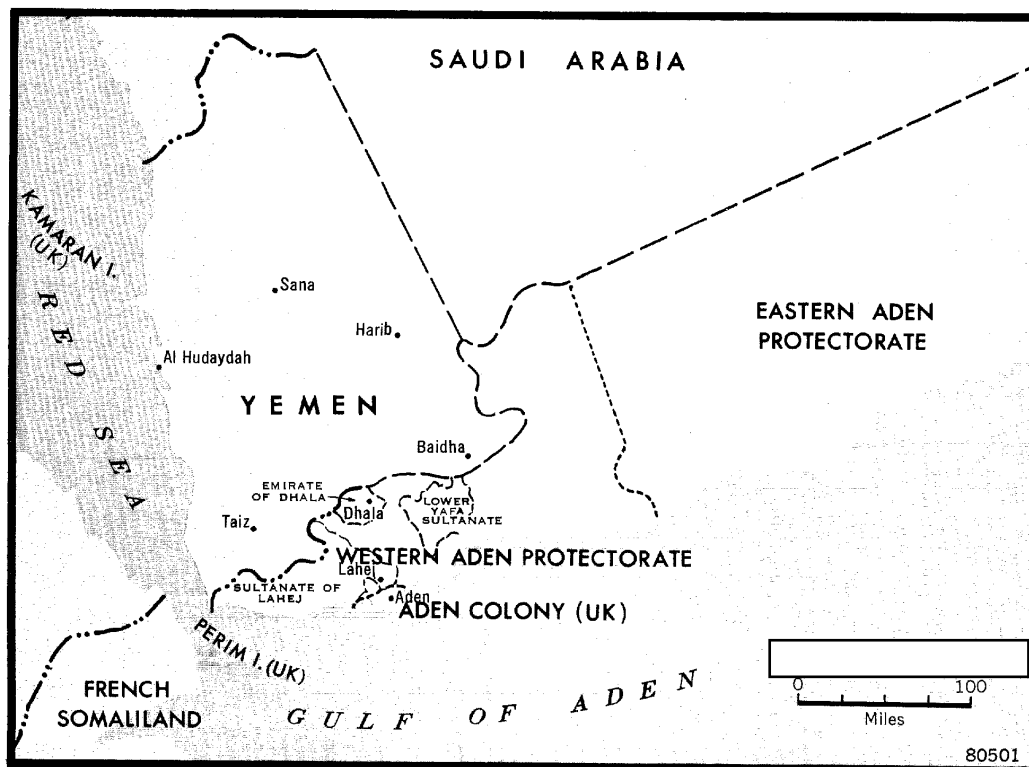 SAUDI ARABIA
KAMARAN I.
(UK)
RED SEA
Sana
Harib
Al Hudaydah
YEMEN
EASTERN ADEN
PROTECTORATE
Baidha
EMIRATE
OF DHALA
Dhala
LOWER
YAFA
SULTANATE
Taiz
WESTERN ADEN PROTECTORATE
Lahej
SULTANATE OF
LAHEJ
Aden
ADEN COLONY (UK)
PERIM I. (UK)
FRENCH
SOMALILAND
GULF OF ADEN
0 100
Miles
80501